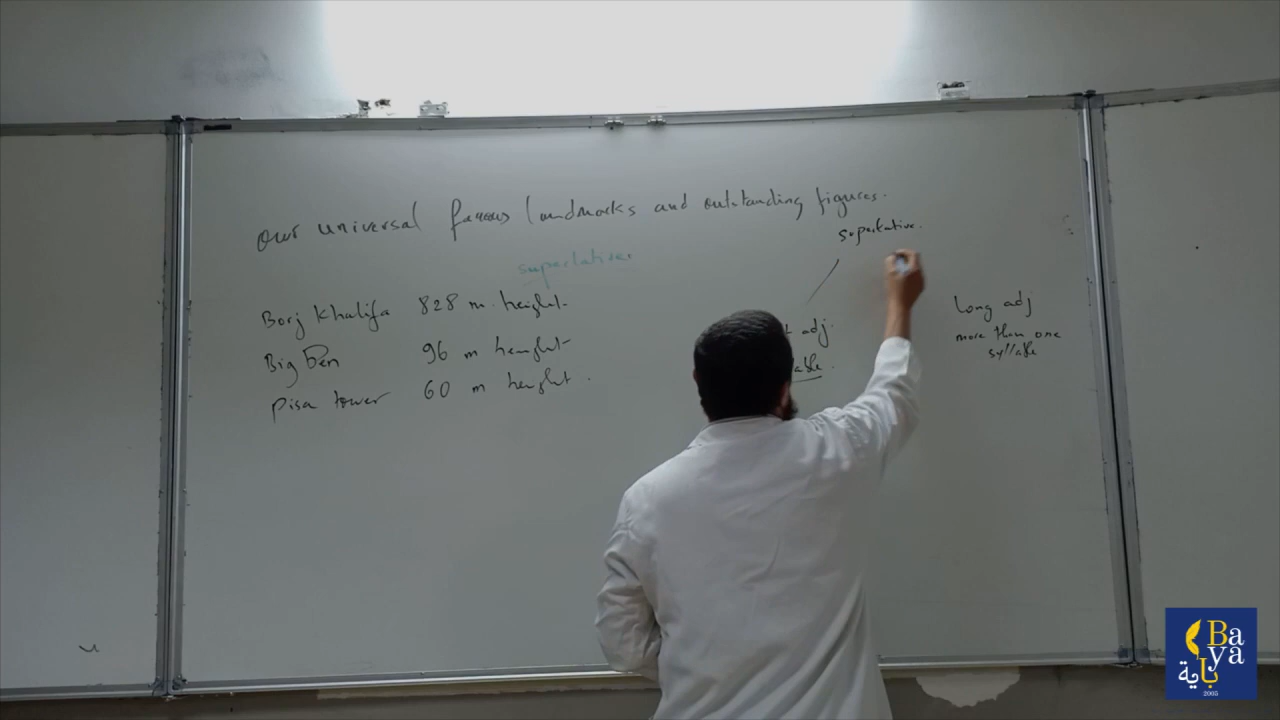 Our universal famous landmarks and outstanding figures.
superlative.
Borj Khalifa 828 m height
Big Ben 96 m height
Pisa tower 60 m height.
superlative.
adj.
long adj
more than one
syllable
Ba
ya
باية
2005